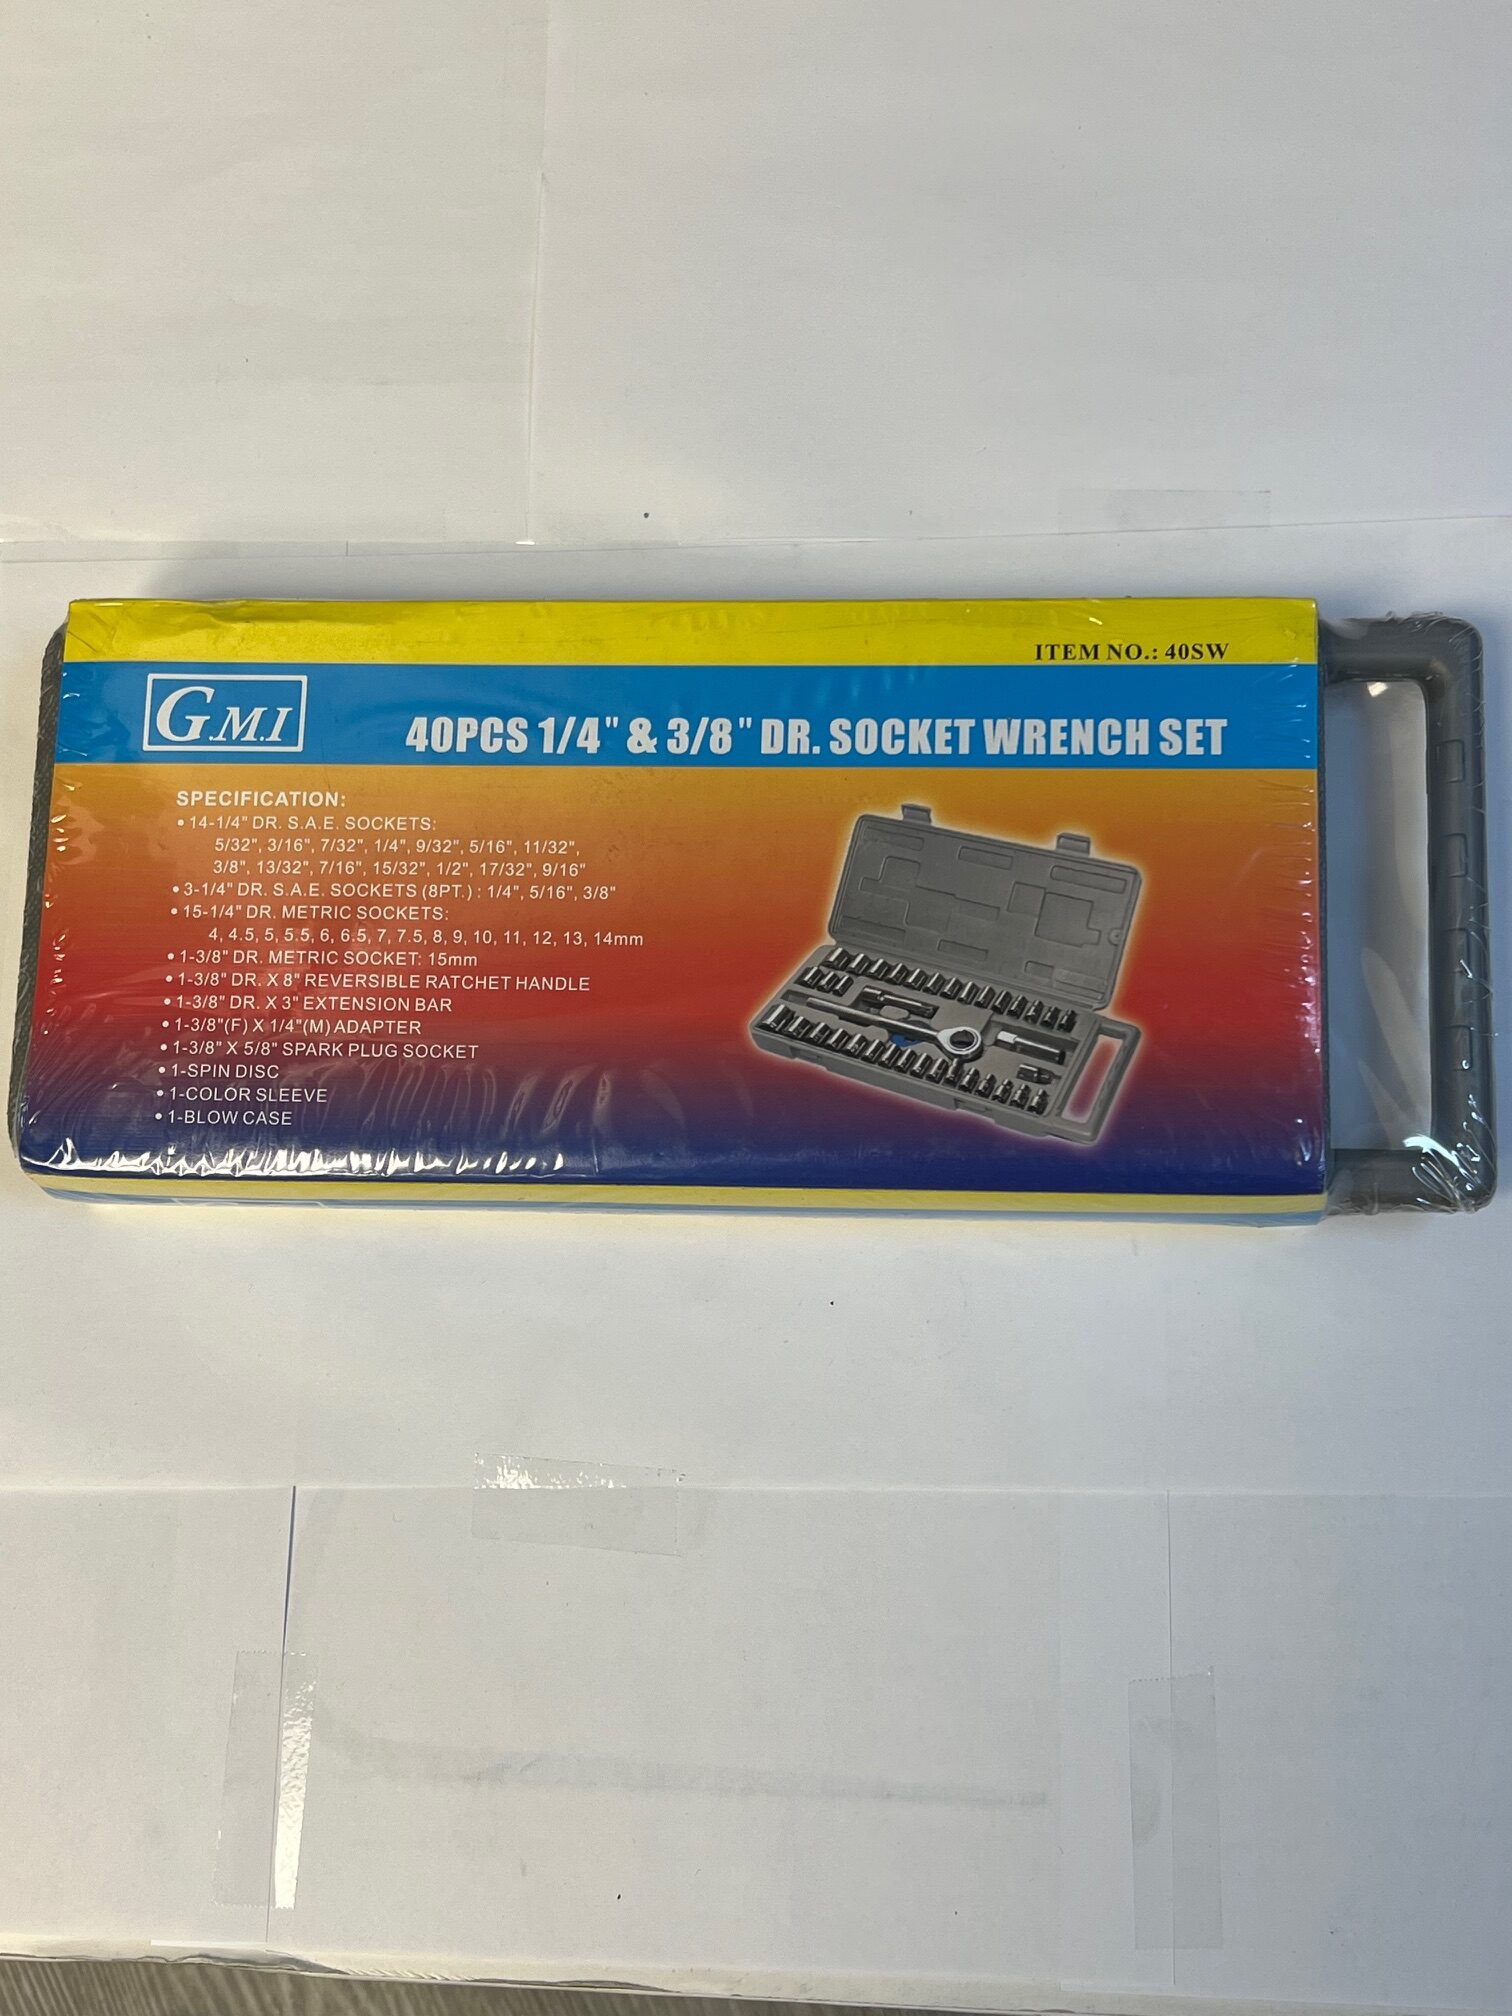 ITEM NO.: 40SW
G.M.I
40PCS 1/4" & 3/8" DR. SOCKET WRENCH SET
SPECIFICATION:
• 14-1/4" DR. S.A.E. SOCKETS:
5/32", 3/16", 7/32", 1/4", 9/32", 5/16", 11/32",
3/8", 13/32", 7/16", 15/32", 1/2", 17/32", 9/16"
• 3-1/4" DR. S.A.E. SOCKETS (8PT.) : 1/4", 5/16", 3/8"
• 15-1/4" DR. METRIC SOCKETS:
4, 4.5, 5, 5.5, 6, 6.5, 7, 7.5, 8, 9, 10, 11, 12, 13, 14mm
• 1-3/8" DR. METRIC SOCKET: 15mm
• 1-3/8" DR. X 8" REVERSIBLE RATCHET HANDLE
• 1-3/8" DR. X 3" EXTENSION BAR
• 1-3/8"(F) X 1/4"(M) ADAPTER
• 1-3/8" X 5/8" SPARK PLUG SOCKET
• 1-SPIN DISC
• 1-COLOR SLEEVE
• 1-BLOW CASE